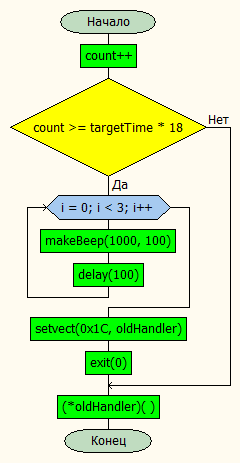 Начало
count++
count >= targetTime * 18
Нет
Да
i = 0; i < 3; i++
makeBeep(1000, 100)
delay(100)
setvect(0x1C, oldHandler)
exit(0)
(*oldHandler)( )
Конец